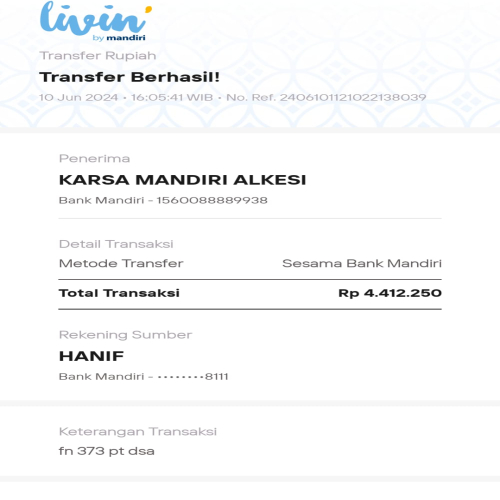 livin'
by mandiri
Transfer Rupiah
Transfer Berhasil!
10 Jun 2024 • 16:05:41 WIB • No. Ref. 2406101121022138039
Penerima
KARSA MANDIRI ALKESI
Bank Mandiri - 1560088889938
Detail Transaksi
Metode Transfer Sesama Bank Mandiri
Total Transaksi Rp 4.412.250
Rekening Sumber
HANIF
Bank Mandiri - ••••••••8111
Keterangan Transaksi
fn 373 pt dsa